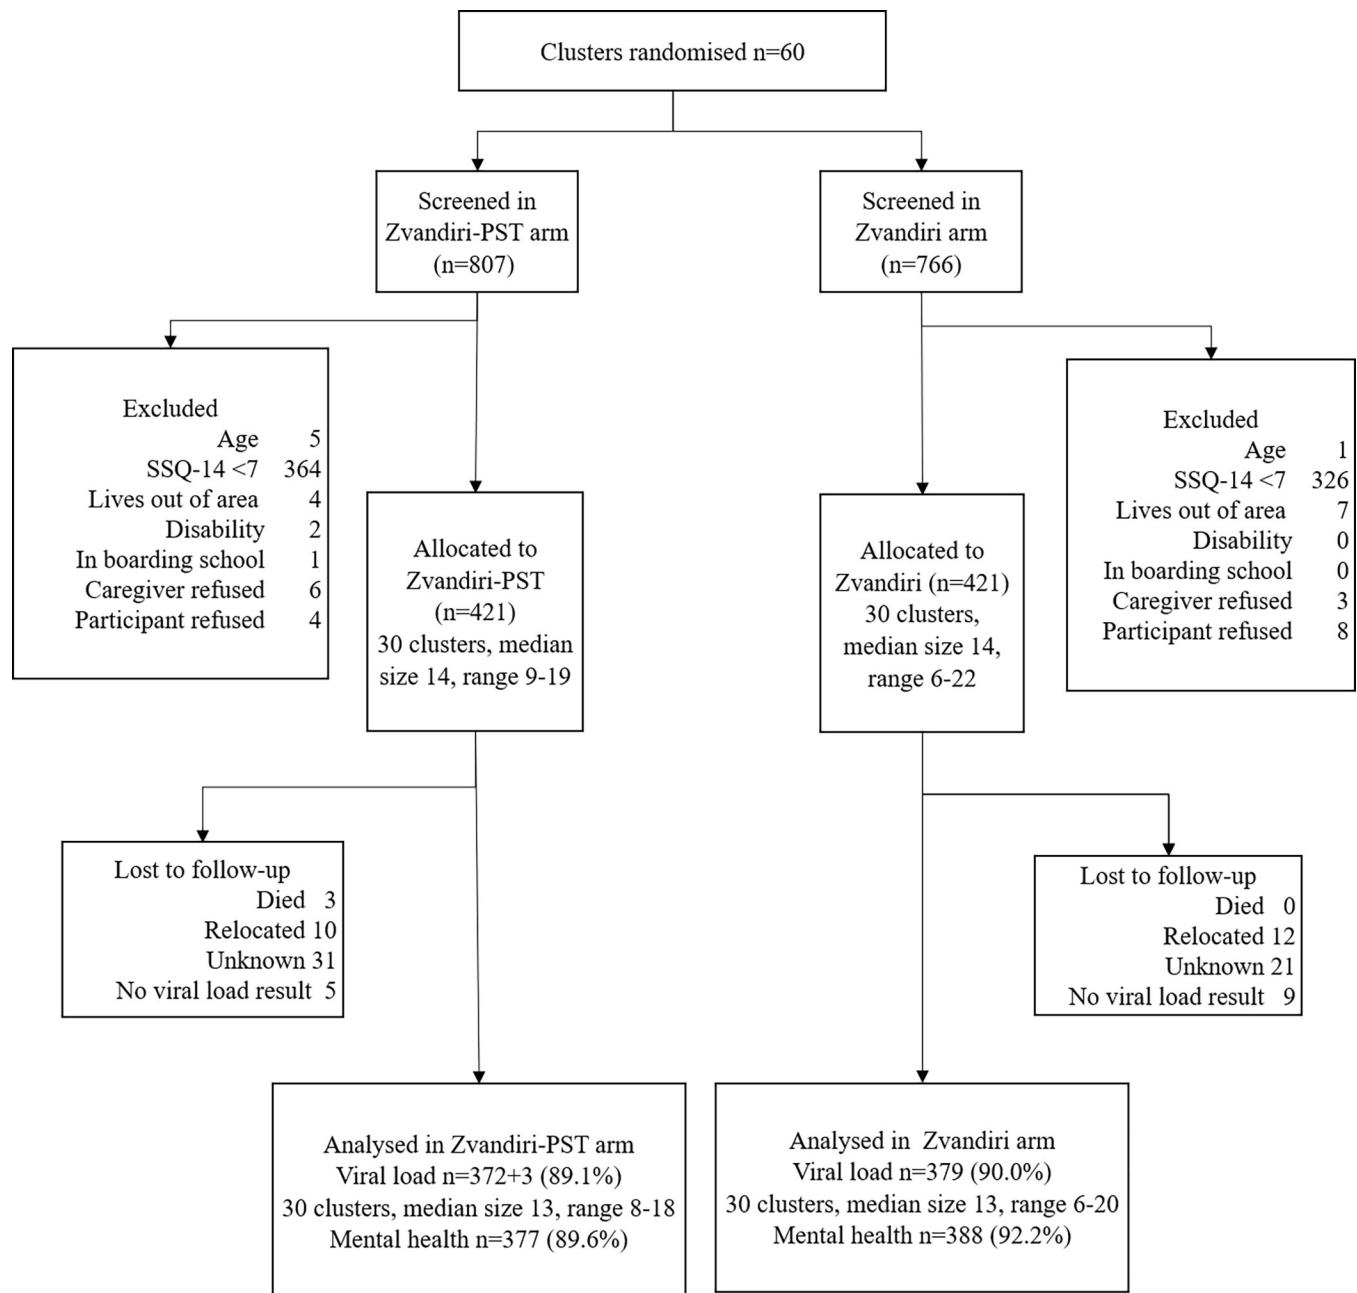 Clusters randomised n=60
Screened in
Zvandiri-PST arm
(n=807)
Screened in
Zvandiri arm
(n=766)
Excluded
Age 5
SSQ-14 <7 364
Lives out of area 4
Disability 2
In boarding school 1
Caregiver refused 6
Participant refused 4
Excluded
Age 1
SSQ-14 <7 326
Lives out of area 7
Disability 0
In boarding school 0
Caregiver refused 3
Participant refused 8
Allocated to
Zvandiri-PST
(n=421)
30 clusters, median
size 14, range 9-19
Allocated to
Zvandiri (n=421)
30 clusters,
median size 14,
range 6-22
Lost to follow-up
Died 3
Relocated 10
Unknown 31
No viral load result 5
Lost to follow-up
Died 0
Relocated 12
Unknown 21
No viral load result 9
Analysed in Zvandiri-PST arm
Viral load n=372+3 (89.1%)
30 clusters, median size 13, range 8-18
Mental health n=377 (89.6%)
Analysed in Zvandiri arm
Viral load n=379 (90.0%)
30 clusters, median size 13, range 6-20
Mental health n=388 (92.2%)